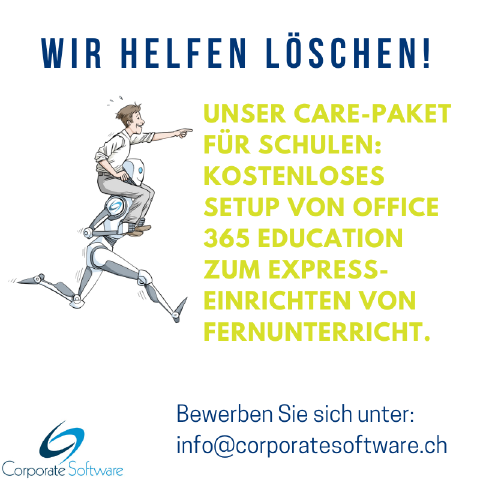 WIR HELFEN LÖSCHEN!
UNSER CARE-PAKET
FÜR SCHULEN:
KOSTENLOSES
SETUP VON OFFICE
365 EDUCATION
ZUM EXPRESS-
EINRICHTEN VON
FERNUNTERRICHT.
Bewerben Sie sich unter:
info@corporatesoftware.ch
Corporate Software